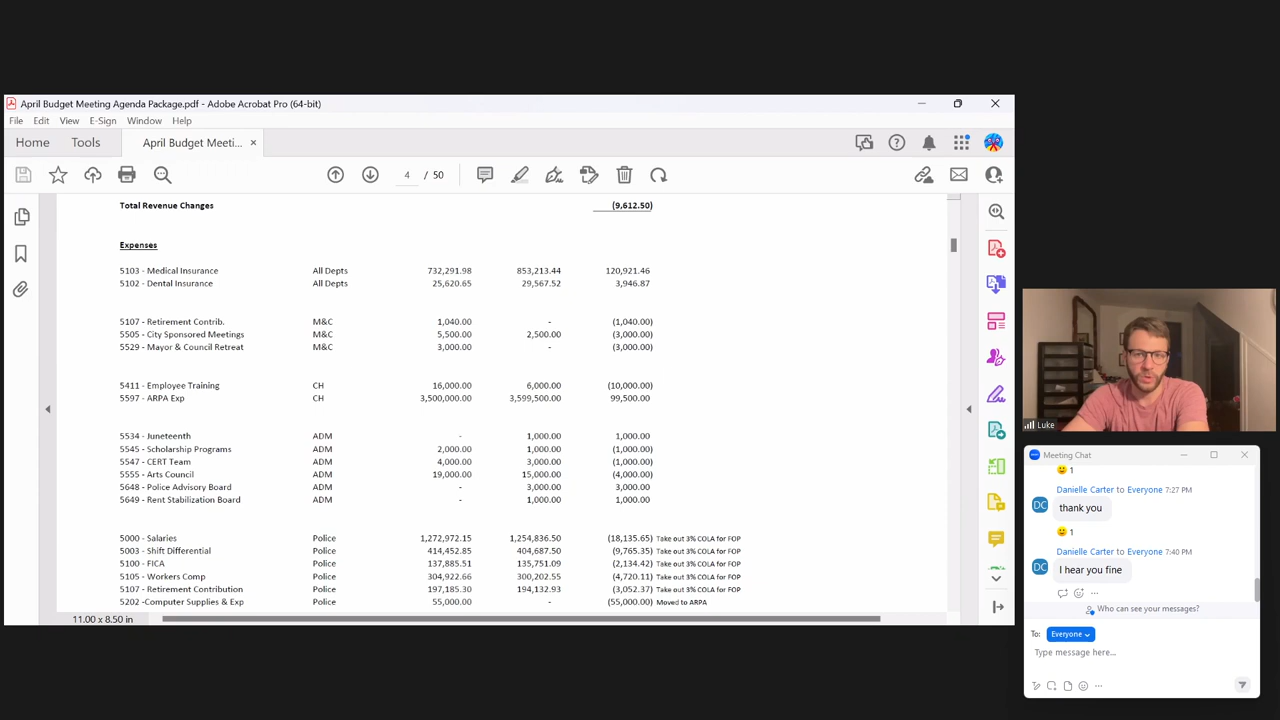 April Budget Meeting Agenda Package.pdf - Adobe Acrobat Pro (64-bit)
File Edit View E-Sign Window Help
Home Tools April Budget Meeti... ×
4 / 50
Total Revenue Changes (9,612.50)
Expenses
5103 - Medical Insurance All Depts 732,291.98 853,213.44 120,921.46
5102 - Dental Insurance All Depts 25,620.65 29,567.52 3,946.87
5107 - Retirement Contrib. M&C 1,040.00 - (1,040.00)
5505 - City Sponsored Meetings M&C 5,500.00 2,500.00 (3,000.00)
5529 - Mayor & Council Retreat M&C 3,000.00 - (3,000.00)
5411 - Employee Training CH 16,000.00 6,000.00 (10,000.00)
5597 - ARPA Exp CH 3,500,000.00 3,599,500.00 99,500.00
5534 - Juneteenth ADM - 1,000.00 1,000.00
5545 - Scholarship Programs ADM 2,000.00 1,000.00 (1,000.00)
5547 - CERT Team ADM 4,000.00 3,000.00 (1,000.00)
5555 - Arts Council ADM 19,000.00 15,000.00 (4,000.00)
5648 - Police Advisory Board ADM - 3,000.00 3,000.00
5649 - Rent Stabilization Board ADM - 1,000.00 1,000.00
5000 - Salaries Police 1,272,972.15 1,254,836.50 (18,135.65) Take out 3% COLA for FOP
5003 - Shift Differential Police 414,452.85 404,687.50 (9,765.35) Take out 3% COLA for FOP
5100 - FICA Police 137,885.51 135,751.09 (2,134.42) Take out 3% COLA for FOP
5105 - Workers Comp Police 304,922.66 300,202.55 (4,720.11) Take out 3% COLA for FOP
5107 - Retirement Contribution Police 197,185.30 194,132.93 (3,052.37) Take out 3% COLA for FOP
5202 -Computer Supplies & Exp Police 55,000.00 - (55,000.00) Moved to ARPA
11.00 x 8.50 in
Luke
Meeting Chat
1
Danielle Carter to Everyone 7:27 PM
DC thank you
1
Danielle Carter to Everyone 7:40 PM
DC I hear you fine
Who can see your messages?
To: Everyone
Type message here...